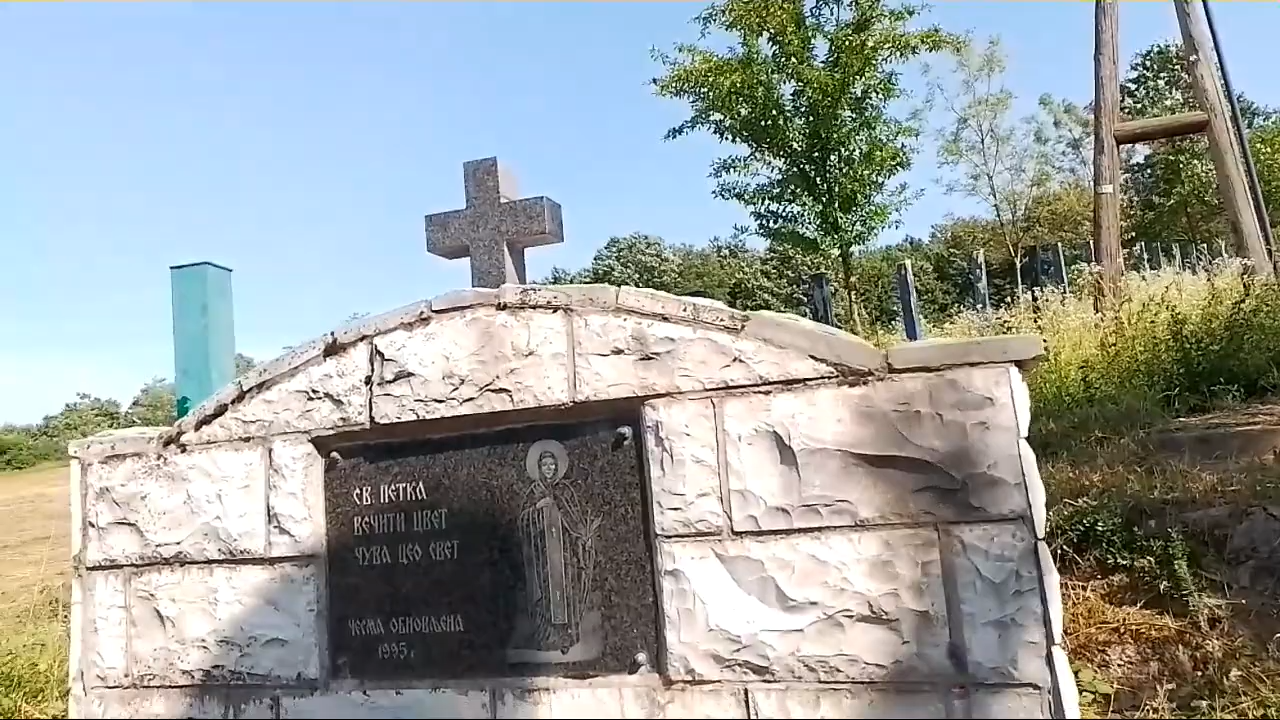 СВ. ПЕТКА
ВЕЧИТИ ЦВЕТ
ЧУВА ЦЕО СВЕТ
ЧЕСМА ОБНОВЉЕНА
1995.г